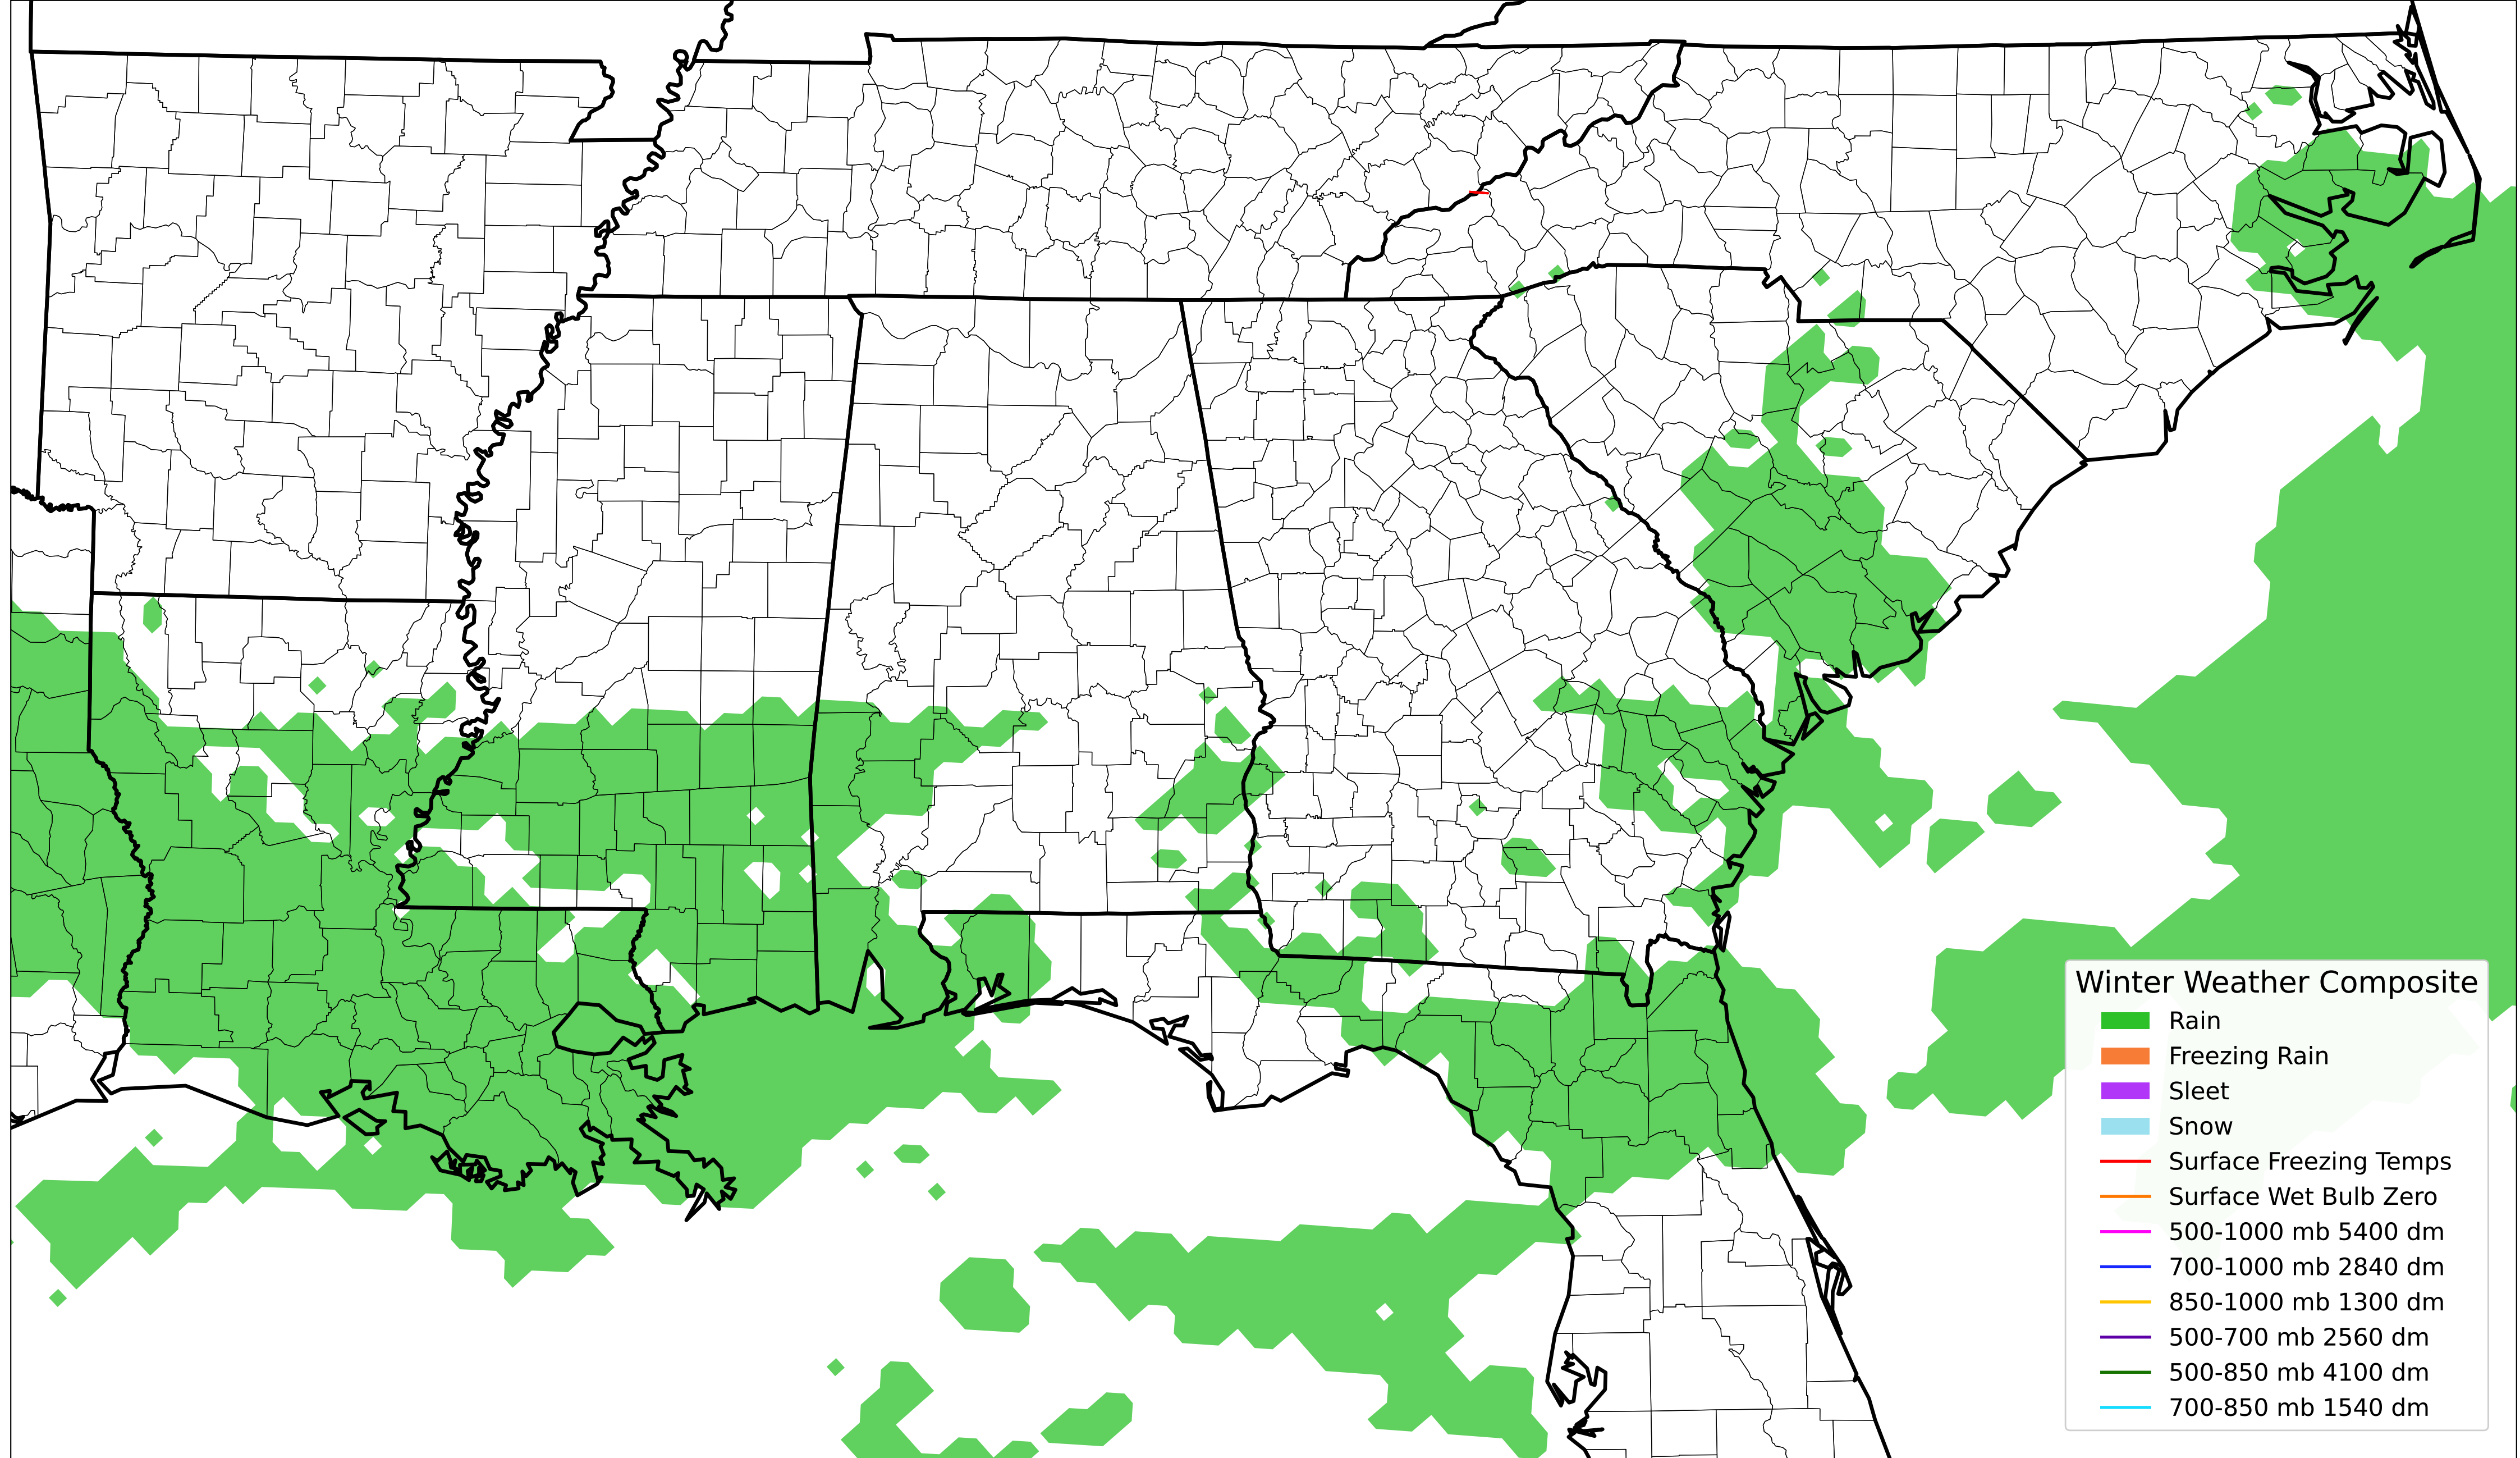 Winter Weather Composite
Rain
Freezing Rain
Sleet
Snow
Surface Freezing Temps
Surface Wet Bulb Zero
500-1000 mb 5400 dm
700-1000 mb 2840 dm
850-1000 mb 1300 dm
500-700 mb 2560 dm
500-850 mb 4100 dm
700-850 mb 1540 dm